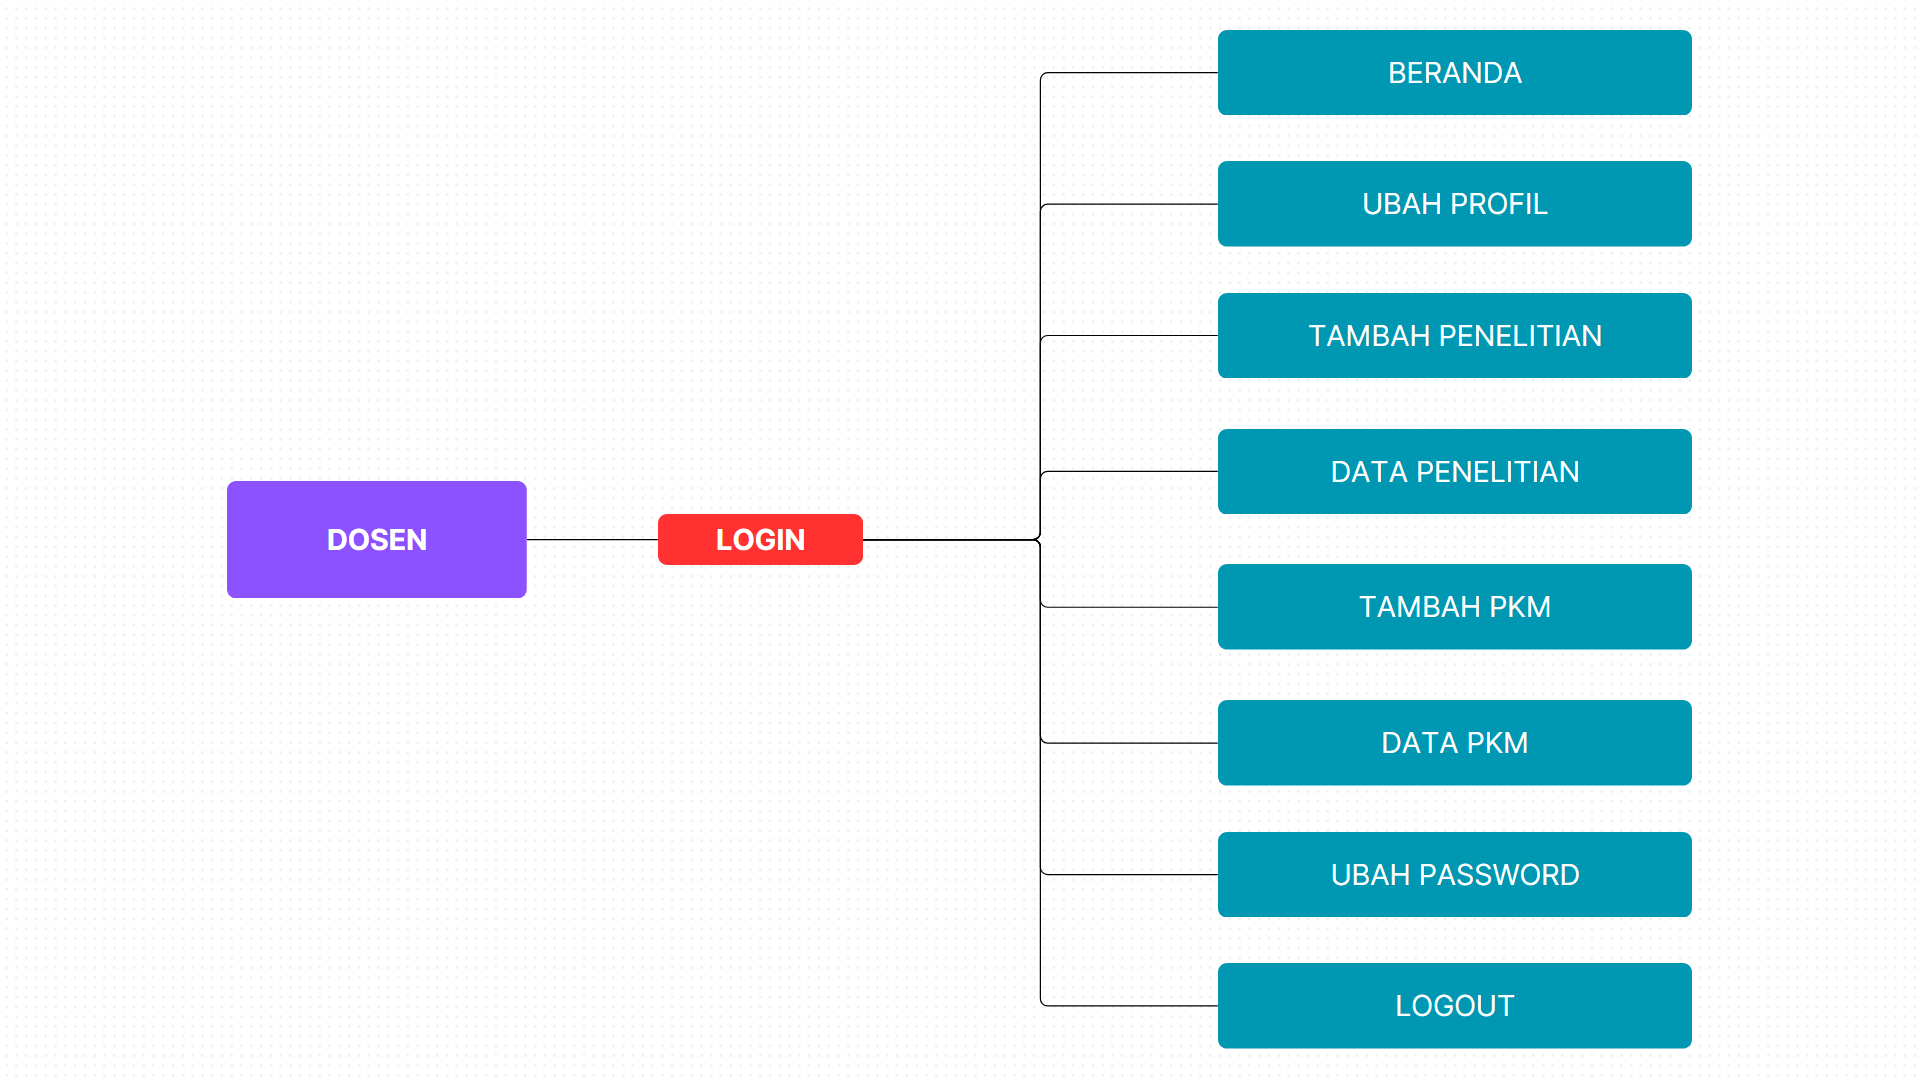 DOSEN
LOGIN
BERANDA
UBAH PROFIL
TAMBAH PENELITIAN
DATA PENELITIAN
TAMBAH PKM
DATA PKM
UBAH PASSWORD
LOGOUT